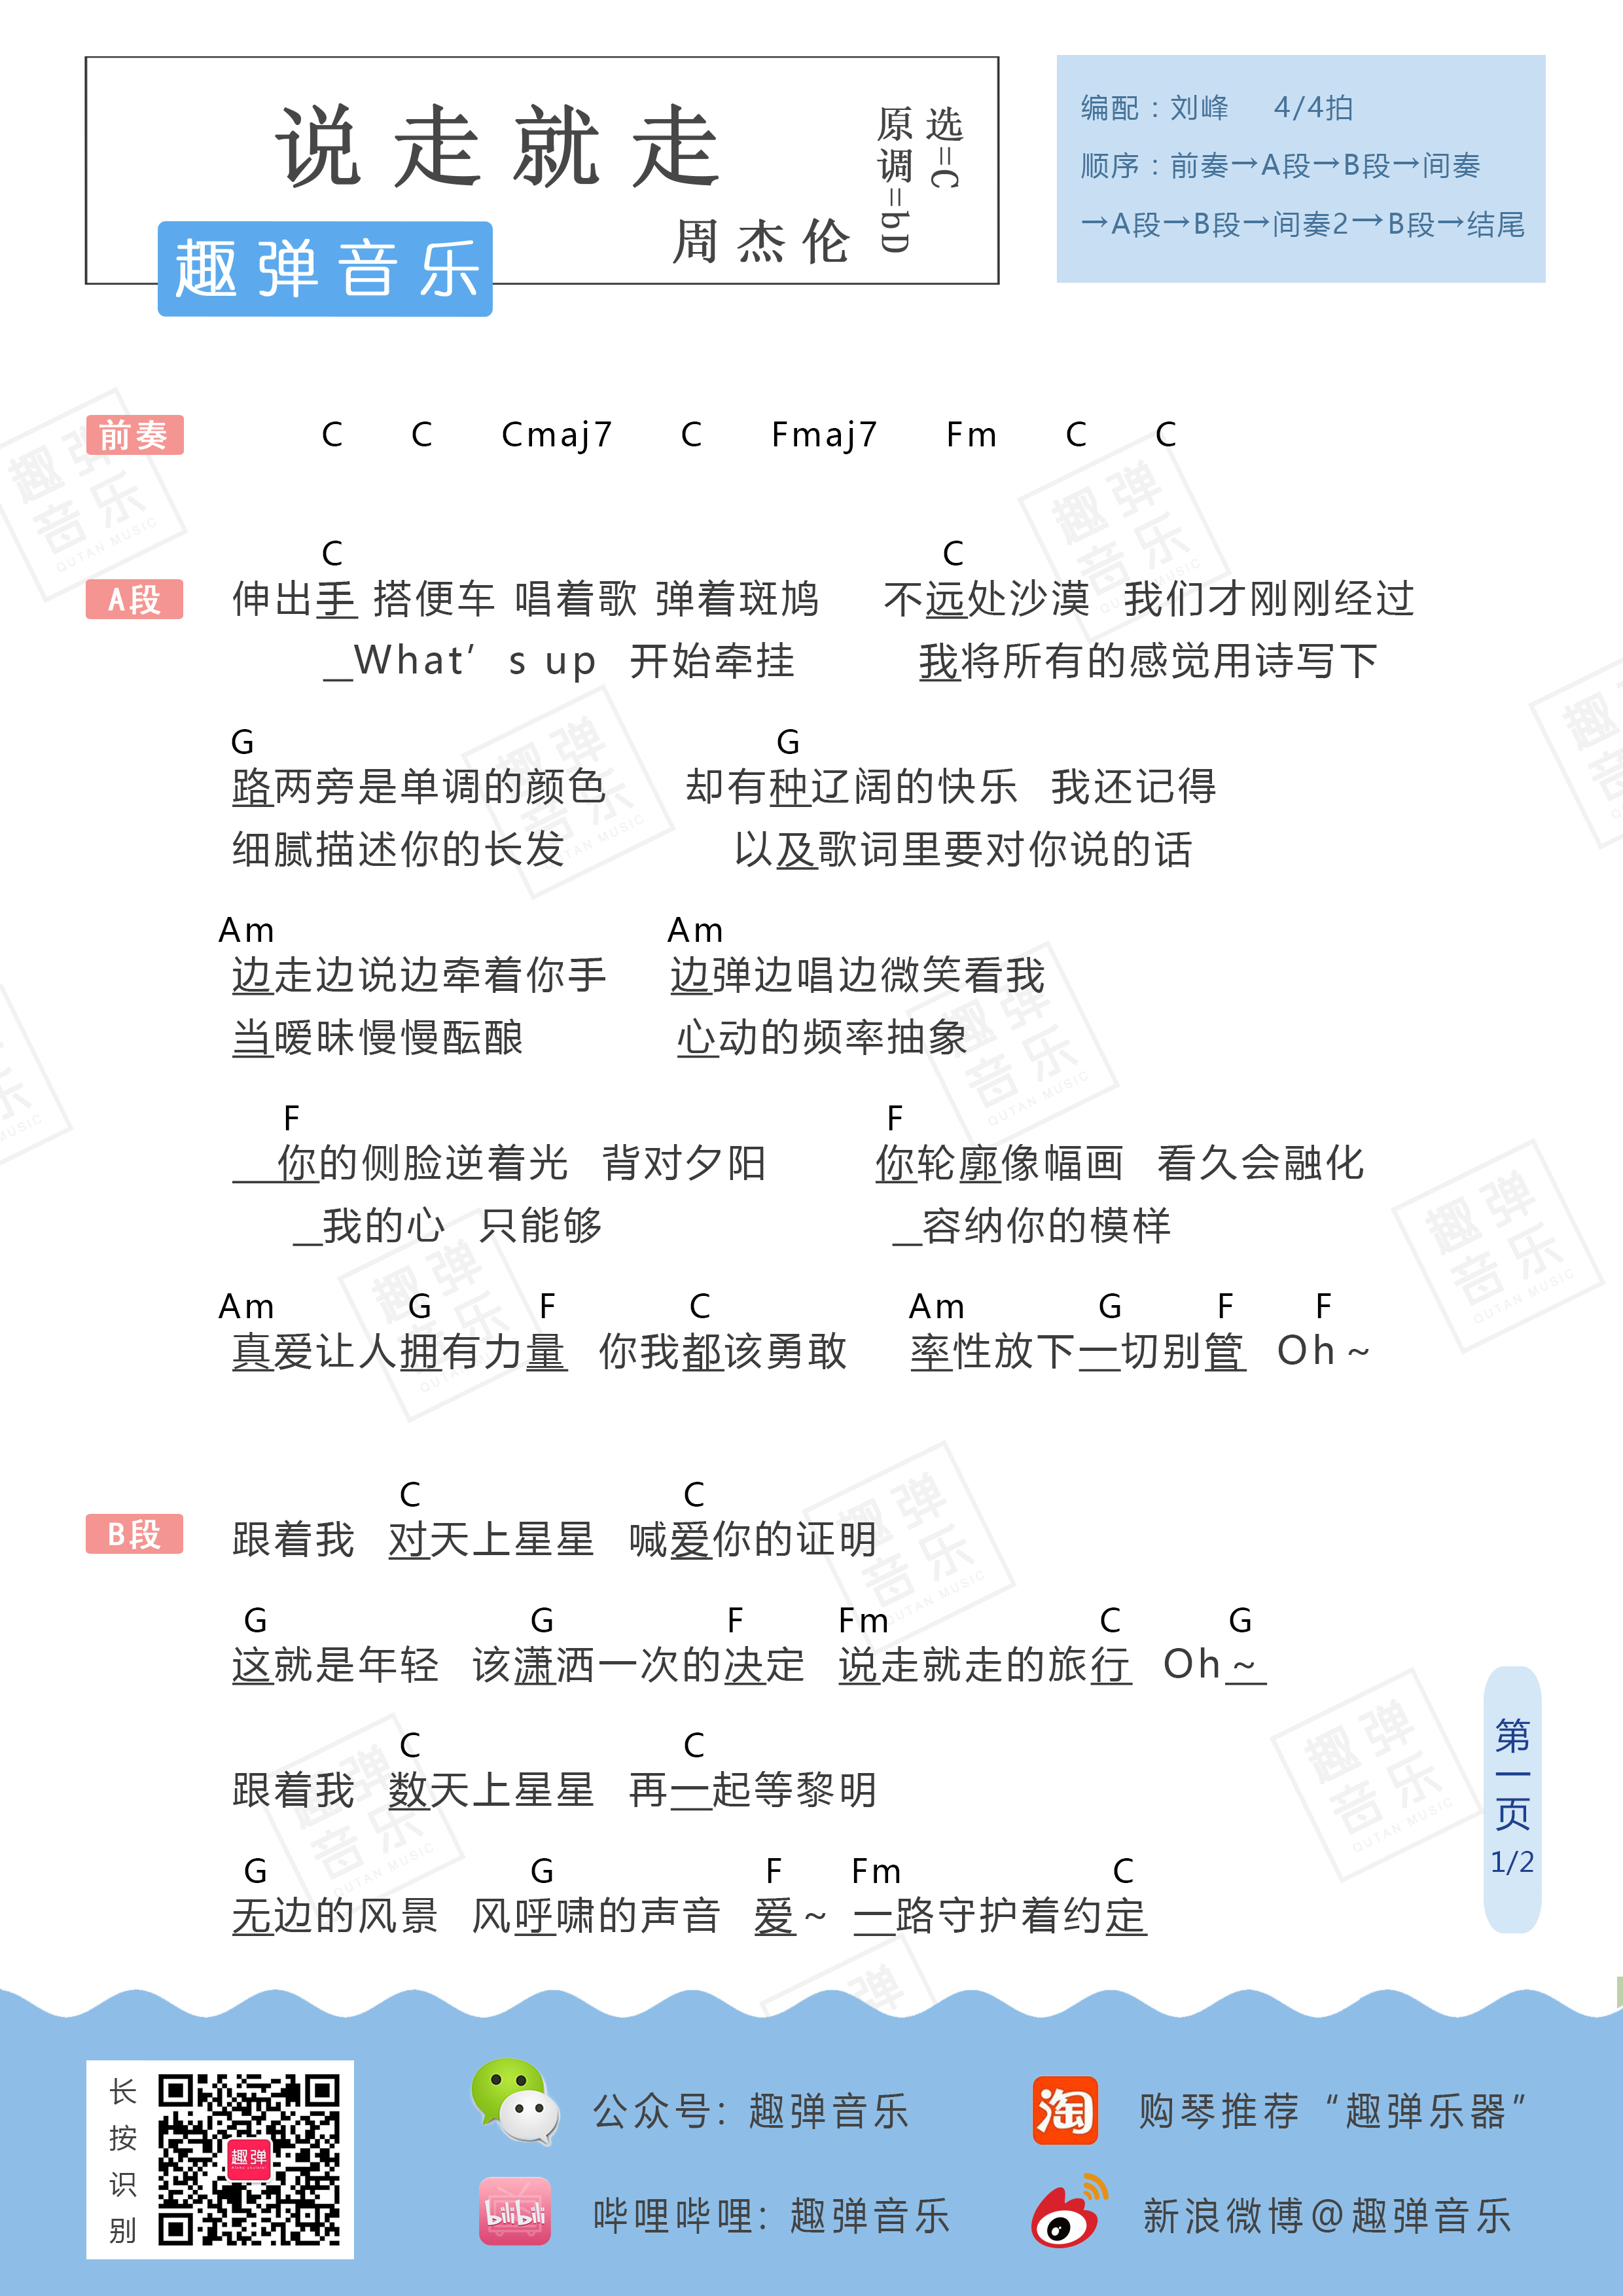 说走就走
原调=bD
选=C
周杰伦
趣弹音乐
编配：刘峰 4/4拍
顺序：前奏→A段→B段→间奏
→A段→B段→间奏2→B段→结尾
前奏 C C Cmaj7 C Fmaj7 Fm C C
C C
A段 伸出手 搭便车 唱着歌 弹着斑鸠 不远处沙漠 我们才刚刚经过
_What's up 开始牵挂 我将所有的感觉用诗写下
G G
路两旁是单调的颜色 却有种辽阔的快乐 我还记得
细腻描述你的长发 以及歌词里要对你说的话
Am Am
边走边说边牵着你手 边弹边唱边微笑看我
当暧昧慢慢酝酿 心动的频率抽象
F F
__你的侧脸逆着光 背对夕阳 你轮廓像幅画 看久会融化
_我的心 只能够 _容纳你的模样
Am G F C Am G F F
真爱让人拥有力量 你我都该勇敢 率性放下一切别管 Oh~
C C
B段 跟着我 对天上星星 喊爱你的证明
G G F Fm C G
这就是年轻 该潇洒一次的决定 说走就走的旅行 Oh~
C C
跟着我 数天上星星 再一起等黎明
G G F Fm C
无边的风景 风呼啸的声音 爱~ 一路守护着约定
第一页
1/2
长按识别
趣弹
公众号：趣弹音乐
淘
购琴推荐“趣弹乐器”
bilibili
哔哩哔哩：趣弹音乐
新浪微博@趣弹音乐
趣弹音乐
QUTAN MUSIC